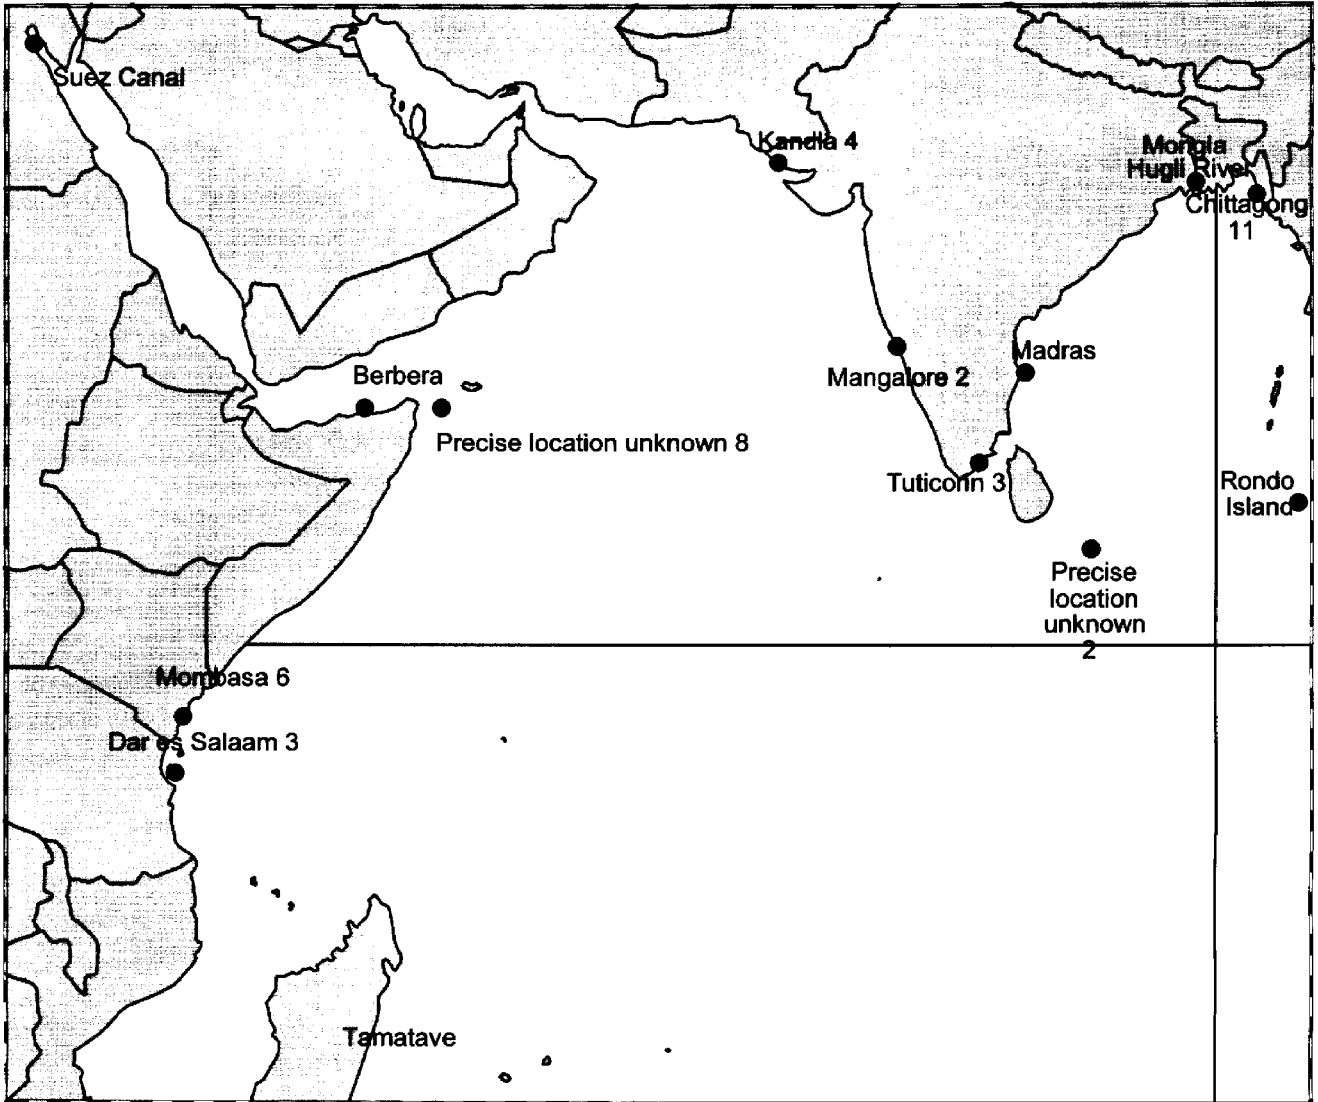 Suez Canal
Kandla 4
Mongla
Hugli River
Chittagong
11
Madras
Mangalore 2
Berbera
Precise location unknown 8
Tuticorin 3
Rondo
Island
Precise
location
unknown
2
Mombasa 6
Dar es Salaam 3
Tamatave